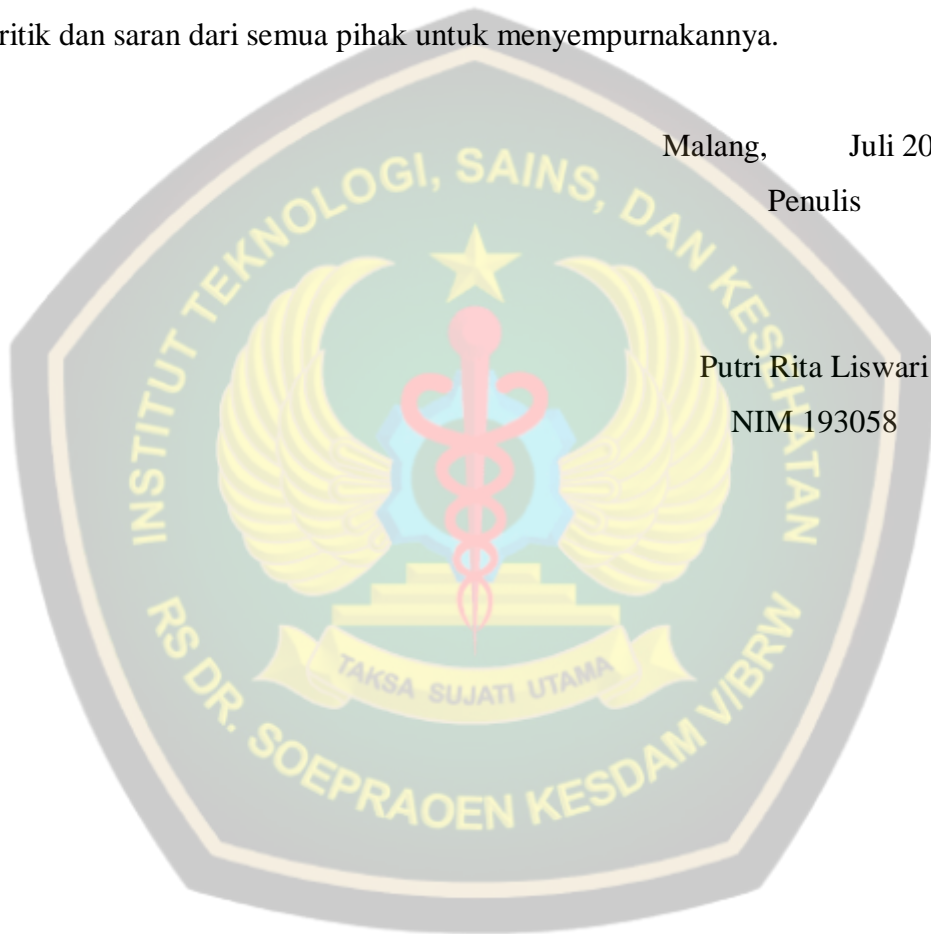 ritik dan saran dari semua pihak untuk menyempurnakannya.
Malang, Juli 20
Penulis
Putri Rita Liswari
NIM 193058
INSTITUT TEKNOLOGI, SAINS, DAN KESEHATAN
TAKSA SUJATI UTAMA
RS DR. SOEPRAOEN KESDAM V/BRW